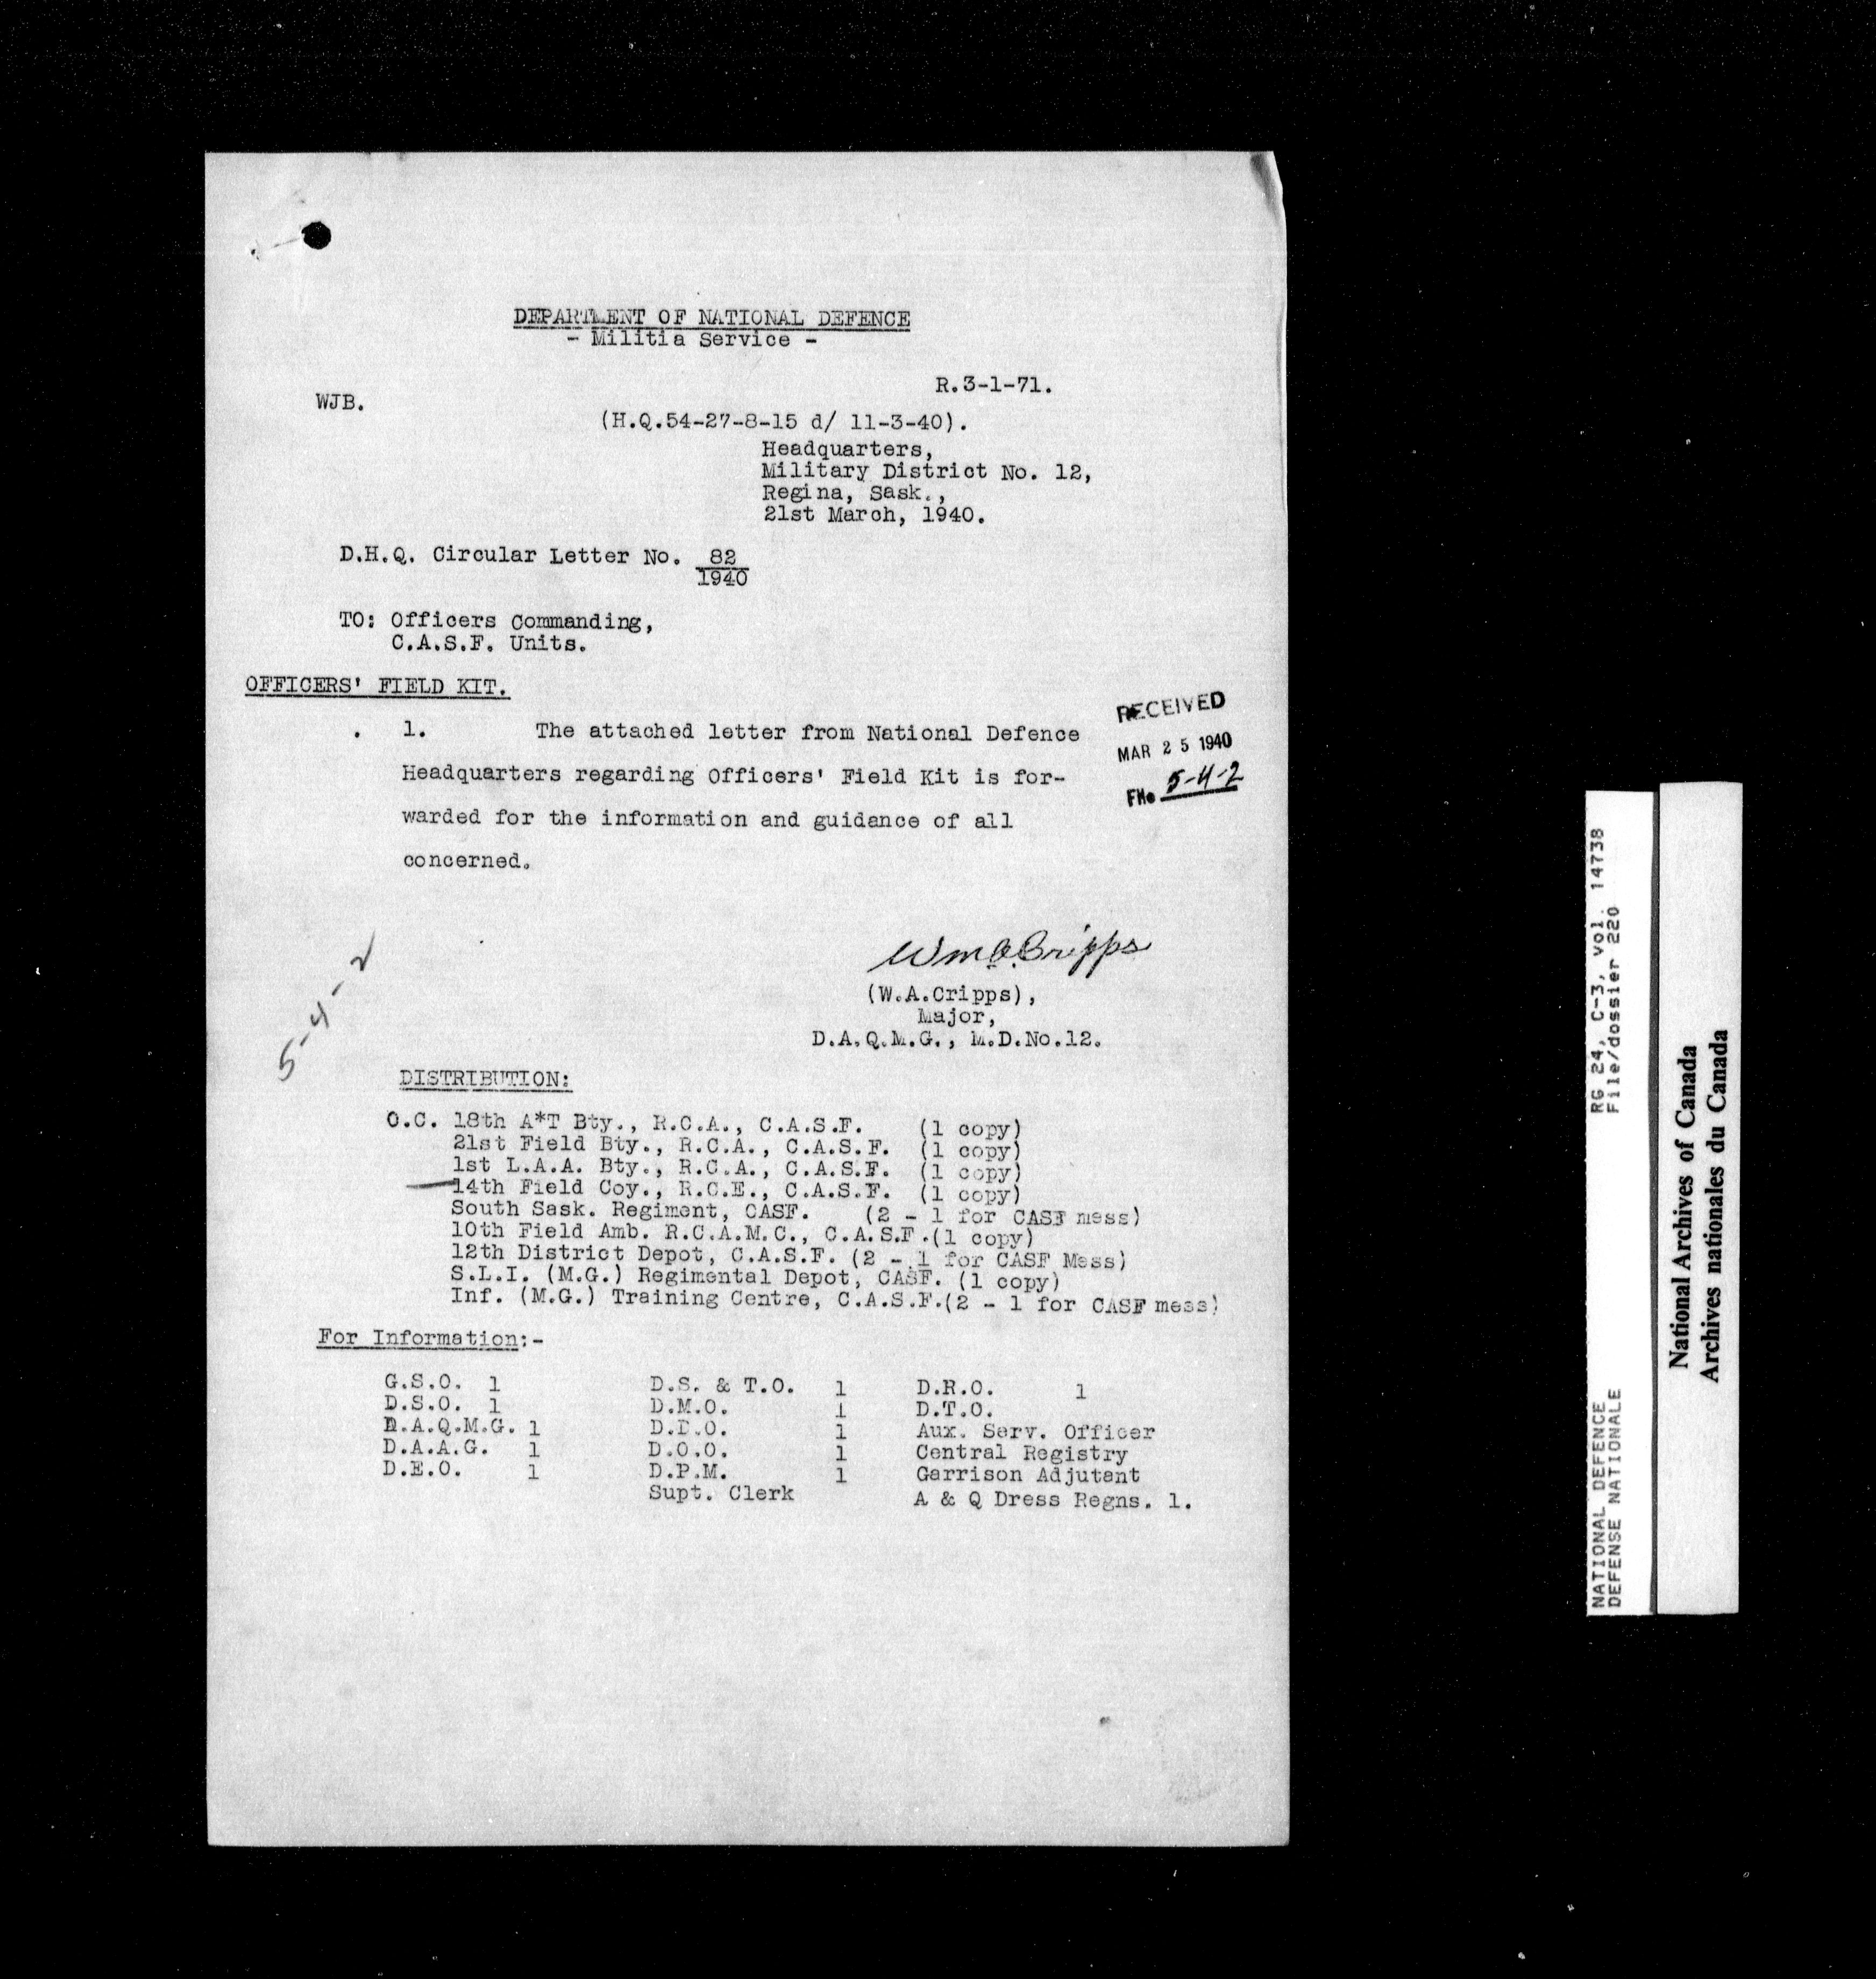 DEPARTMENT OF NATIONAL DEFENCE
- Militia Service -
R.3-1-71.
WJB.
(H.Q.54-27-8-15 d/ 11-3-40).
Headquarters,
Military District No. 12,
Regina, Sask.,
21st March, 1940.
D.H.Q. Circular Letter No. 82
1940
TO: Officers Commanding,
C.A.S.F. Units.
OFFICERS' FIELD KIT.
1. The attached letter from National Defence
Headquarters regarding Officers' Field Kit is for-
warded for the information and guidance of all
concerned.
RECEIVED
MAR 25 1940
File 5-4-2
5-4-2
Wm A Cripps
(W.A.Cripps),
Major,
D.A.Q.M.G., M.D.No.12.
DISTRIBUTION:
O.C. 18th A*T Bty., R.C.A., C.A.S.F. (1 copy)
21st Field Bty., R.C.A., C.A.S.F. (1 copy)
1st L.A.A. Bty., R.C.A., C.A.S.F. (1 copy)
14th Field Coy., R.C.E., C.A.S.F. (1 copy)
South Sask. Regiment, CASF. (2 - 1 for CASF mess)
10th Field Amb. R.C.A.M.C., C.A.S.F.(1 copy)
12th District Depot, C.A.S.F. (2 - 1 for CASF Mess)
S.L.I. (M.G.) Regimental Depot, CASF. (1 copy)
Inf. (M.G.) Training Centre, C.A.S.F.(2 - 1 for CASF mess)
For Information:-
G.S.O. 1 D.S. & T.O. 1 D.R.O. 1
D.S.O. 1 D.M.O. 1 D.T.O.
D.A.Q.M.G. 1 D.D.O. 1 Aux. Serv. Officer
D.A.A.G. 1 D.O.O. 1 Central Registry
D.E.O. 1 D.P.M. 1 Garrison Adjutant
Supt. Clerk A & Q Dress Regns. 1.
RG 24, C-3, vol. 14738
File/dossier 220
NATIONAL DEFENCE
DEFENSE NATIONALE
National Archives of Canada
Archives nationales du Canada